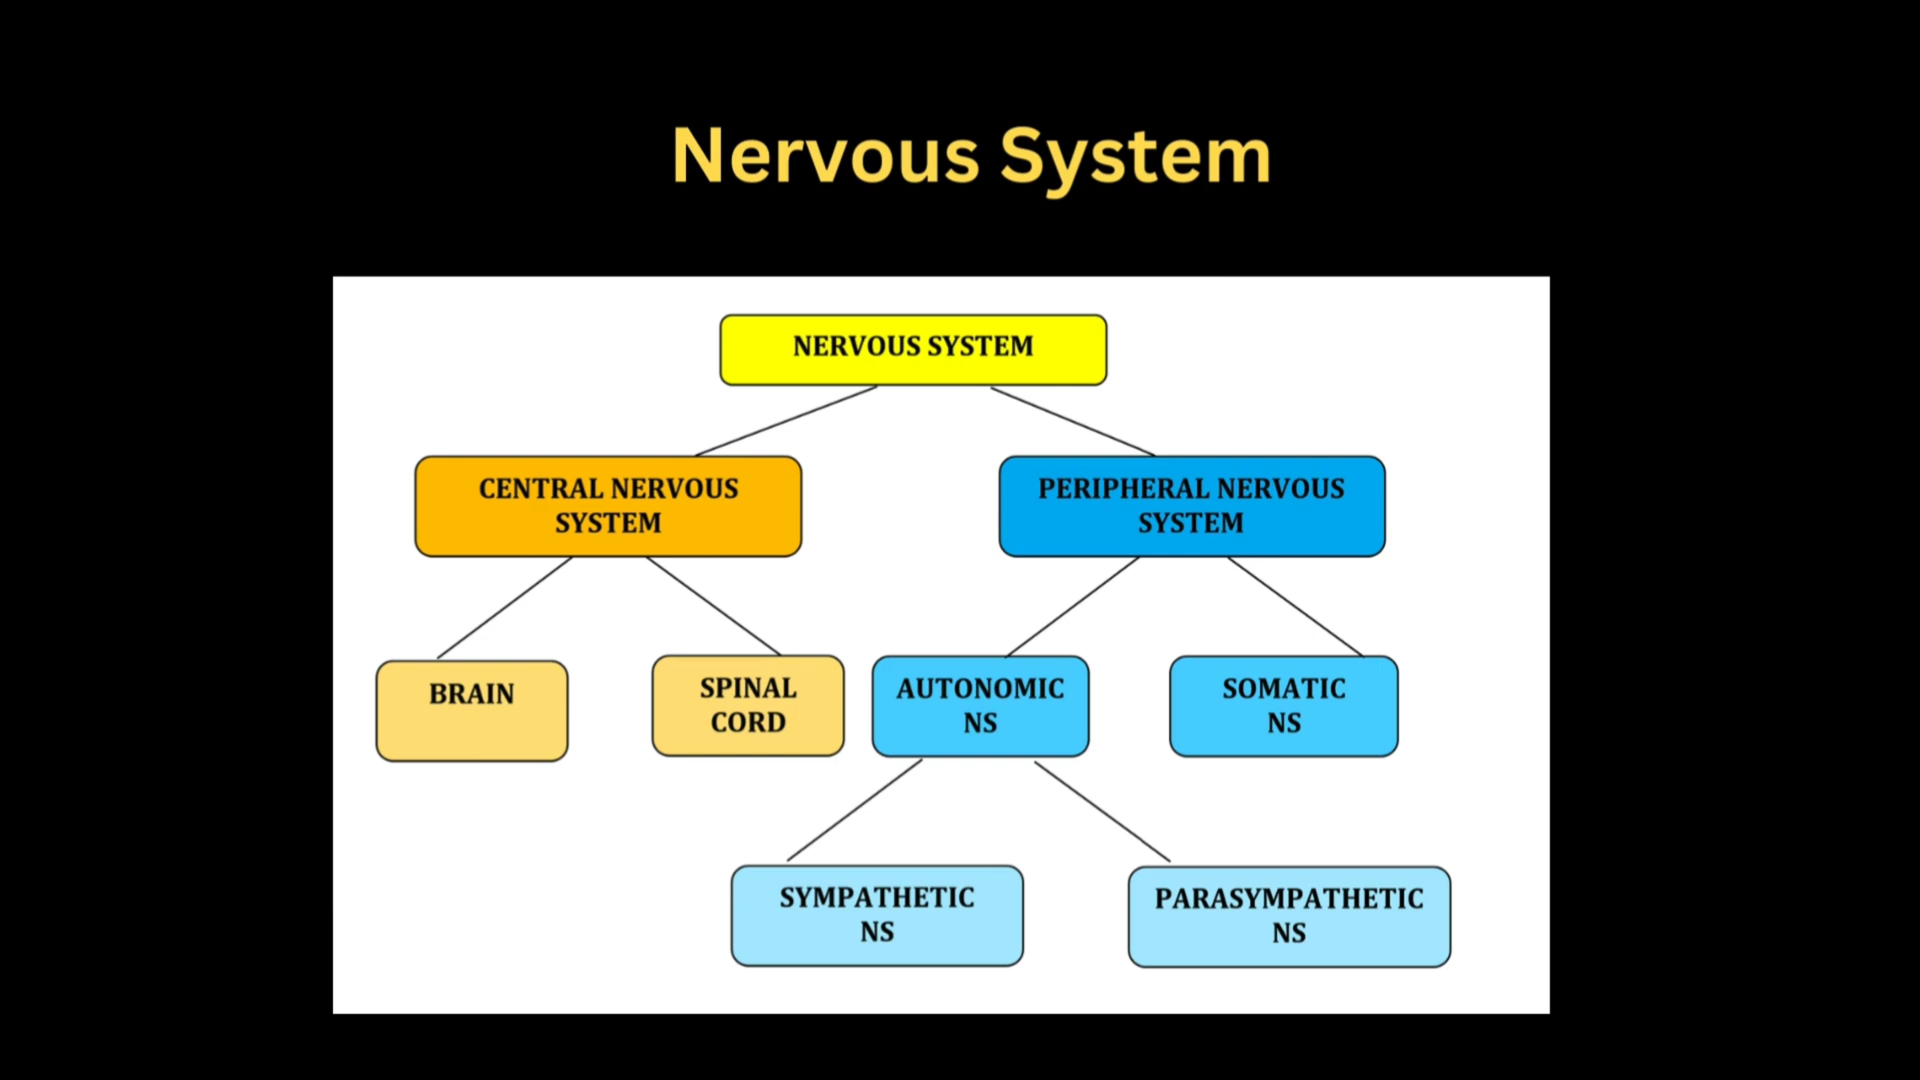 Nervous System
NERVOUS SYSTEM
CENTRAL NERVOUS
SYSTEM
PERIPHERAL NERVOUS
SYSTEM
BRAIN
SPINAL
CORD
AUTONOMIC
NS
SOMATIC
NS
SYMPATHETIC
NS
PARASYMPATHETIC
NS